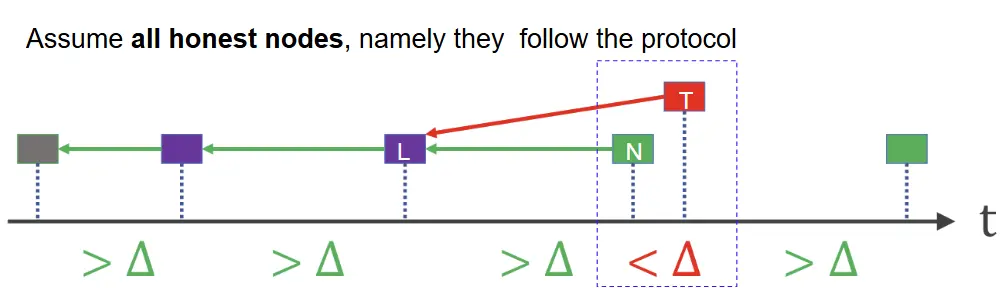 Assume all honest nodes, namely they  follow the protocol
T
L
N
t
> Δ
> Δ
> Δ
< Δ
> Δ